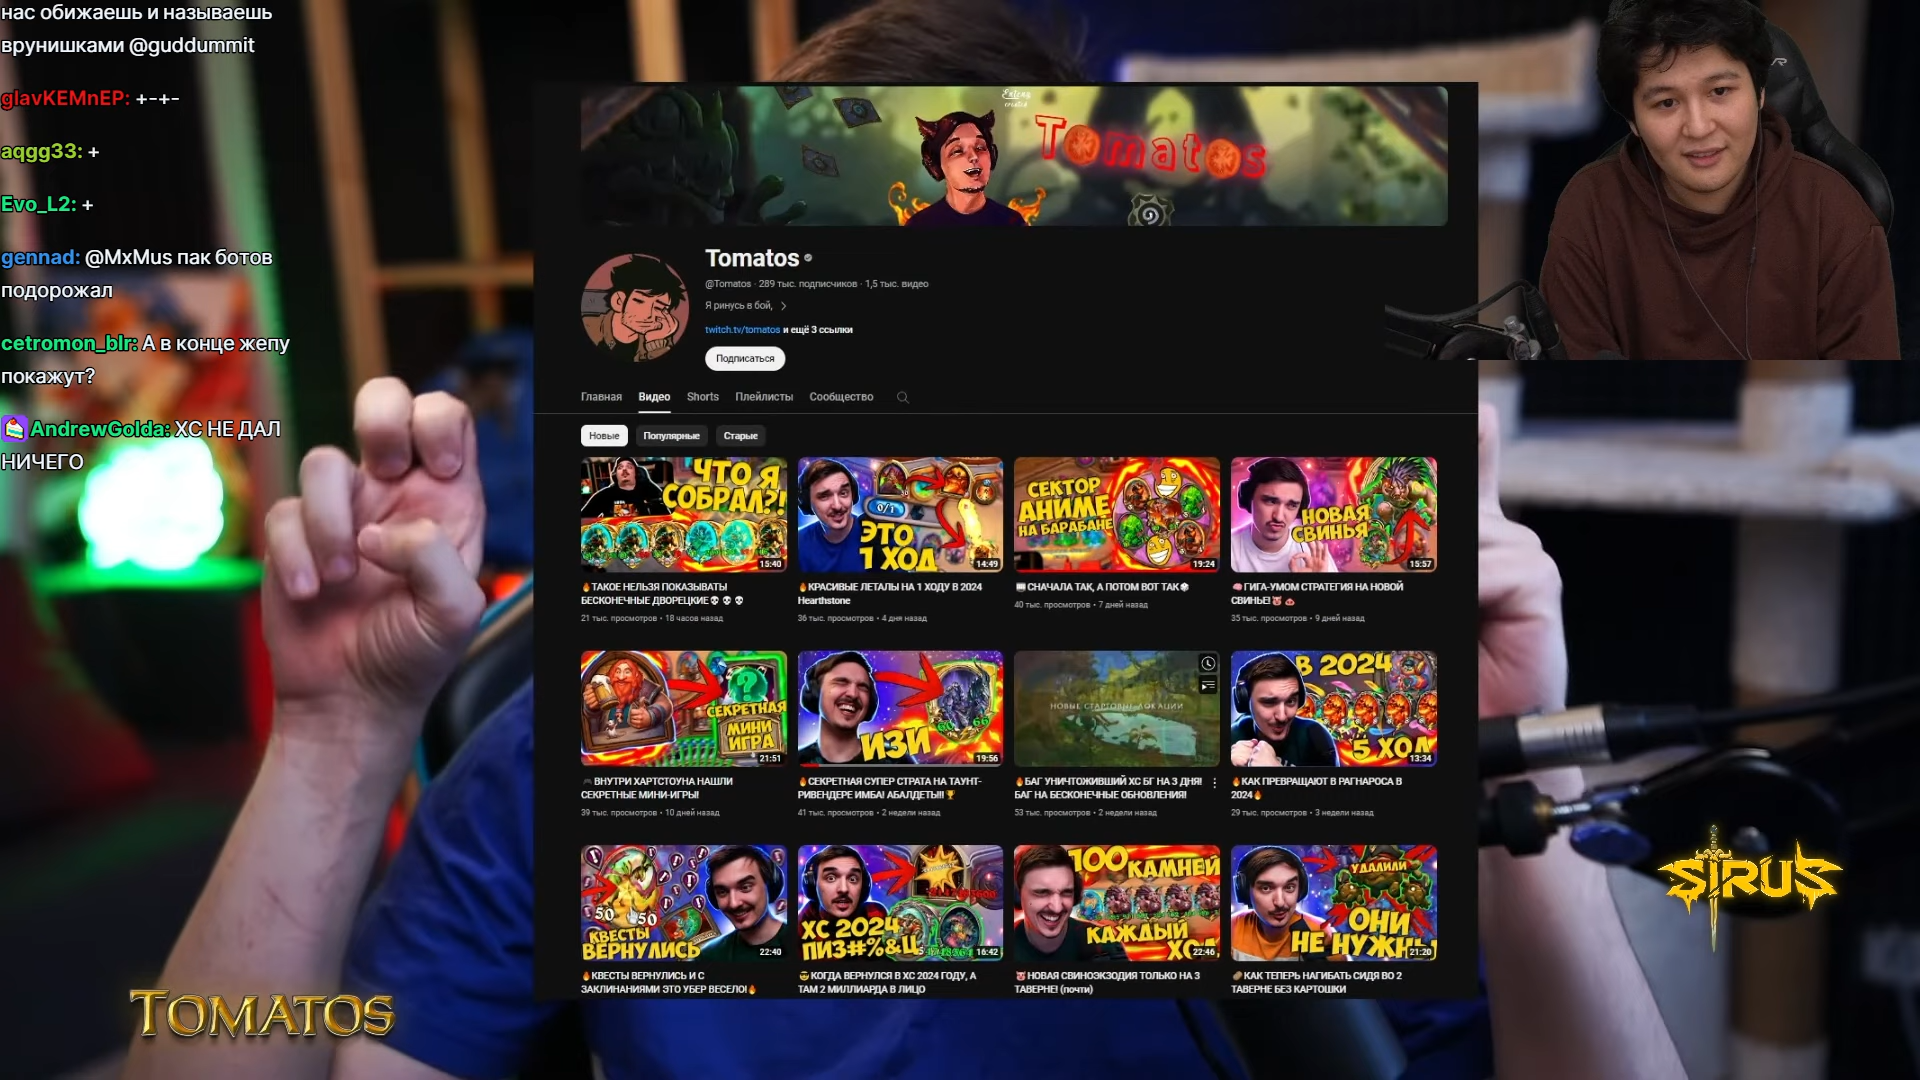 нас обижаешь и называешь
врунишками @guddummit
glavKEMnEP: +-+-
aqgg33: +
Evo_L2: +
gennad: @MxMus пак ботов
подорожал
cetromon_blr: А в конце жепу
покажут?
AndrewGolda: ХС НЕ ДАЛ
НИЧЕГО
Tomatos
Tomatos
@Tomatos · 289 тыс. подписчиков · 1,5 тыс. видео
Я ринусь в бой,
twitch.tv/tomatos и ещё 3 ссылки
Подписаться
Главная Видео Shorts Плейлисты Сообщество
Новые Популярные Старые
ЧТО Я
СОБРАЛ?!
15:40
0/1
ЭТО
1 ХОД
14:49
СЕКТОР
АНИМЕ
НА БАРАБАНЕ
19:24
НОВАЯ
СВИНЬЯ
15:57
🔥ТАКОЕ НЕЛЬЗЯ ПОКАЗЫВАТЬ!
БЕСКОНЕЧНЫЕ ДВОРЕЦКИЕ💀 💀 💀
21 тыс. просмотров • 18 часов назад
🔥КРАСИВЫЕ ЛЕТАЛЫ НА 1 ХОДУ В 2024
Hearthstone
36 тыс. просмотров • 4 дня назад
СНАЧАЛА ТАК, А ПОТОМ ВОТ ТАК
40 тыс. просмотров • 7 дней назад
🧠ГИГА-УМОМ СТРАТЕГИЯ НА НОВОЙ
СВИНЬЕ!🐷 🐽
35 тыс. просмотров • 9 дней назад
СЕКРЕТНАЯ
МИНИ
ИГРА
21:51
ИЗИ
66
19:56
НОВЫЕ СТАРТОВЫЕ ЛОКАЦИИ
В 2024
5 ХОД
13:34
🎮ВНУТРИ ХАРТСТОУНА НАШЛИ
СЕКРЕТНЫЕ МИНИ-ИГРЫ!
39 тыс. просмотров • 10 дней назад
🔥СЕКРЕТНАЯ СУПЕР СТРАТА НА ТАУНТ-
РИВЕНДЕРЕ ИМБА! АБАЛДЕТЬ!!!🏆
41 тыс. просмотров • 2 недели назад
🔥БАГ УНИЧТОЖИВШИЙ ХС БГ НА 3 ДНЯ!
БАГ НА БЕСКОНЕЧНЫЕ ОБНОВЛЕНИЯ!
53 тыс. просмотров • 2 недели назад
🔥КАК ПРЕВРАЩАЮТ В РАГНАРОСА В
2024🔥
29 тыс. просмотров • 3 недели назад
50 50
КВЕСТЫ
ВЕРНУЛИСЬ
22:40
ХС 2024
ПИЗ#%&Ц
16:42
100 КАМНЕЙ
КАЖДЫЙ
ХОД
22:46
УДАЛИЛИ
ОНИ
НЕ НУЖНЫ
21:20
🔥КВЕСТЫ ВЕРНУЛИСЬ И С
ЗАКЛИНАНИЯМИ ЭТО УБЕР ВЕСЕЛО!🔥
😎КОГДА ВЕРНУЛСЯ В ХС 2024 ГОДУ, А
ТАМ 2 МИЛЛИАРДА В ЛИЦО
🐷НОВАЯ СВИНОЭКЗОДИЯ ТОЛЬКО НА 3
ТАВЕРНЕ! (почти)
🥔КАК ТЕПЕРЬ НАГИБАТЬ СИДЯ ВО 2
ТАВЕРНЕ БЕЗ КАРТОШКИ
SIRUS
TOMATOS